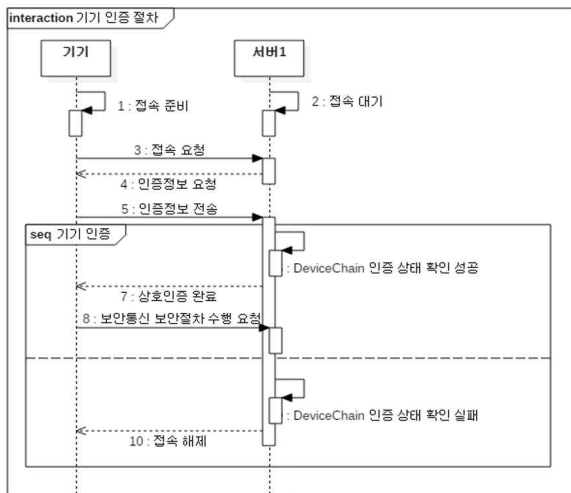 interaction 기기 인증 절차
기기
서버1
1 : 접속 준비
2 : 접속 대기
3 : 접속 요청
4 : 인증정보 요청
5 : 인증정보 전송
seq 기기 인증
: DeviceChain 인증 상태 확인 성공
7 : 상호인증 완료
8 : 보안통신 보안절차 수행 요청
: DeviceChain 인증 상태 확인 실패
10 : 접속 해제